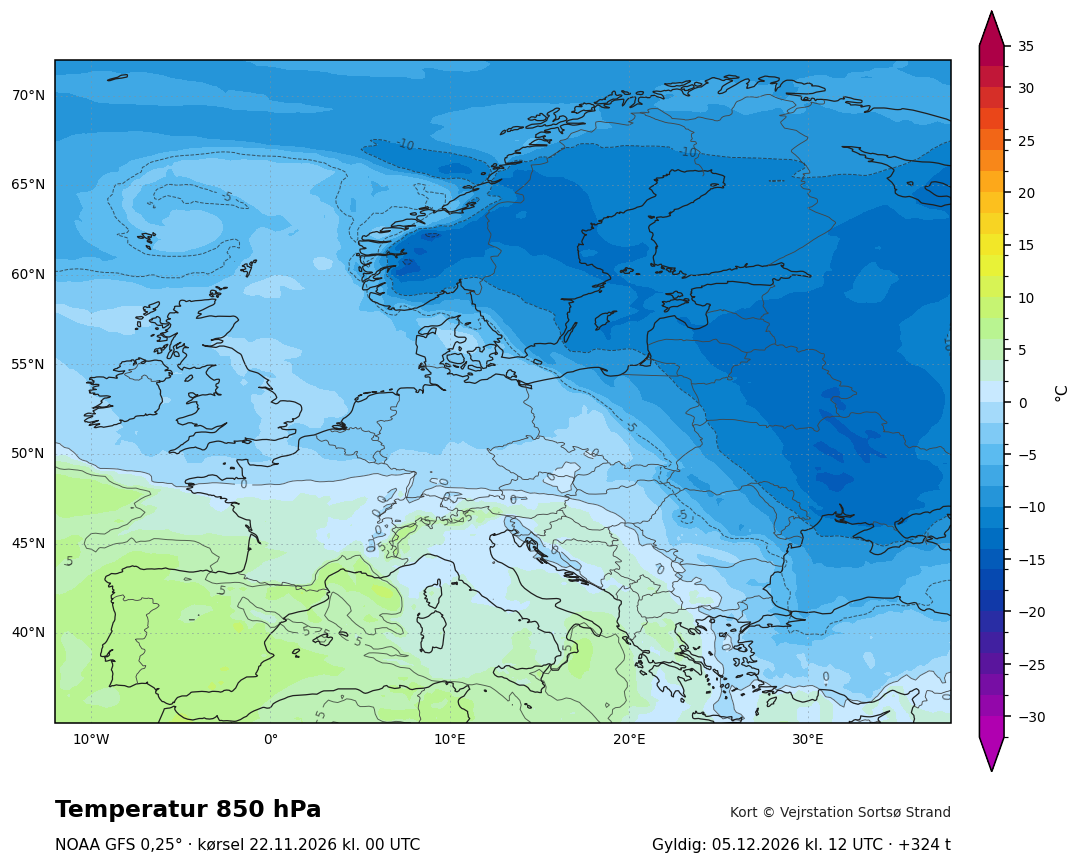 35
30
25
20
15
10
5
0
−5
−10
−15
−20
−25
−30
°C
70°N
65°N
60°N
55°N
50°N
45°N
40°N
10°W 0° 10°E 20°E 30°E
Temperatur 850 hPa
Kort © Vejrstation Sortsø Strand
NOAA GFS 0,25° · kørsel 22.11.2026 kl. 00 UTC
Gyldig: 05.12.2026 kl. 12 UTC · +324 t